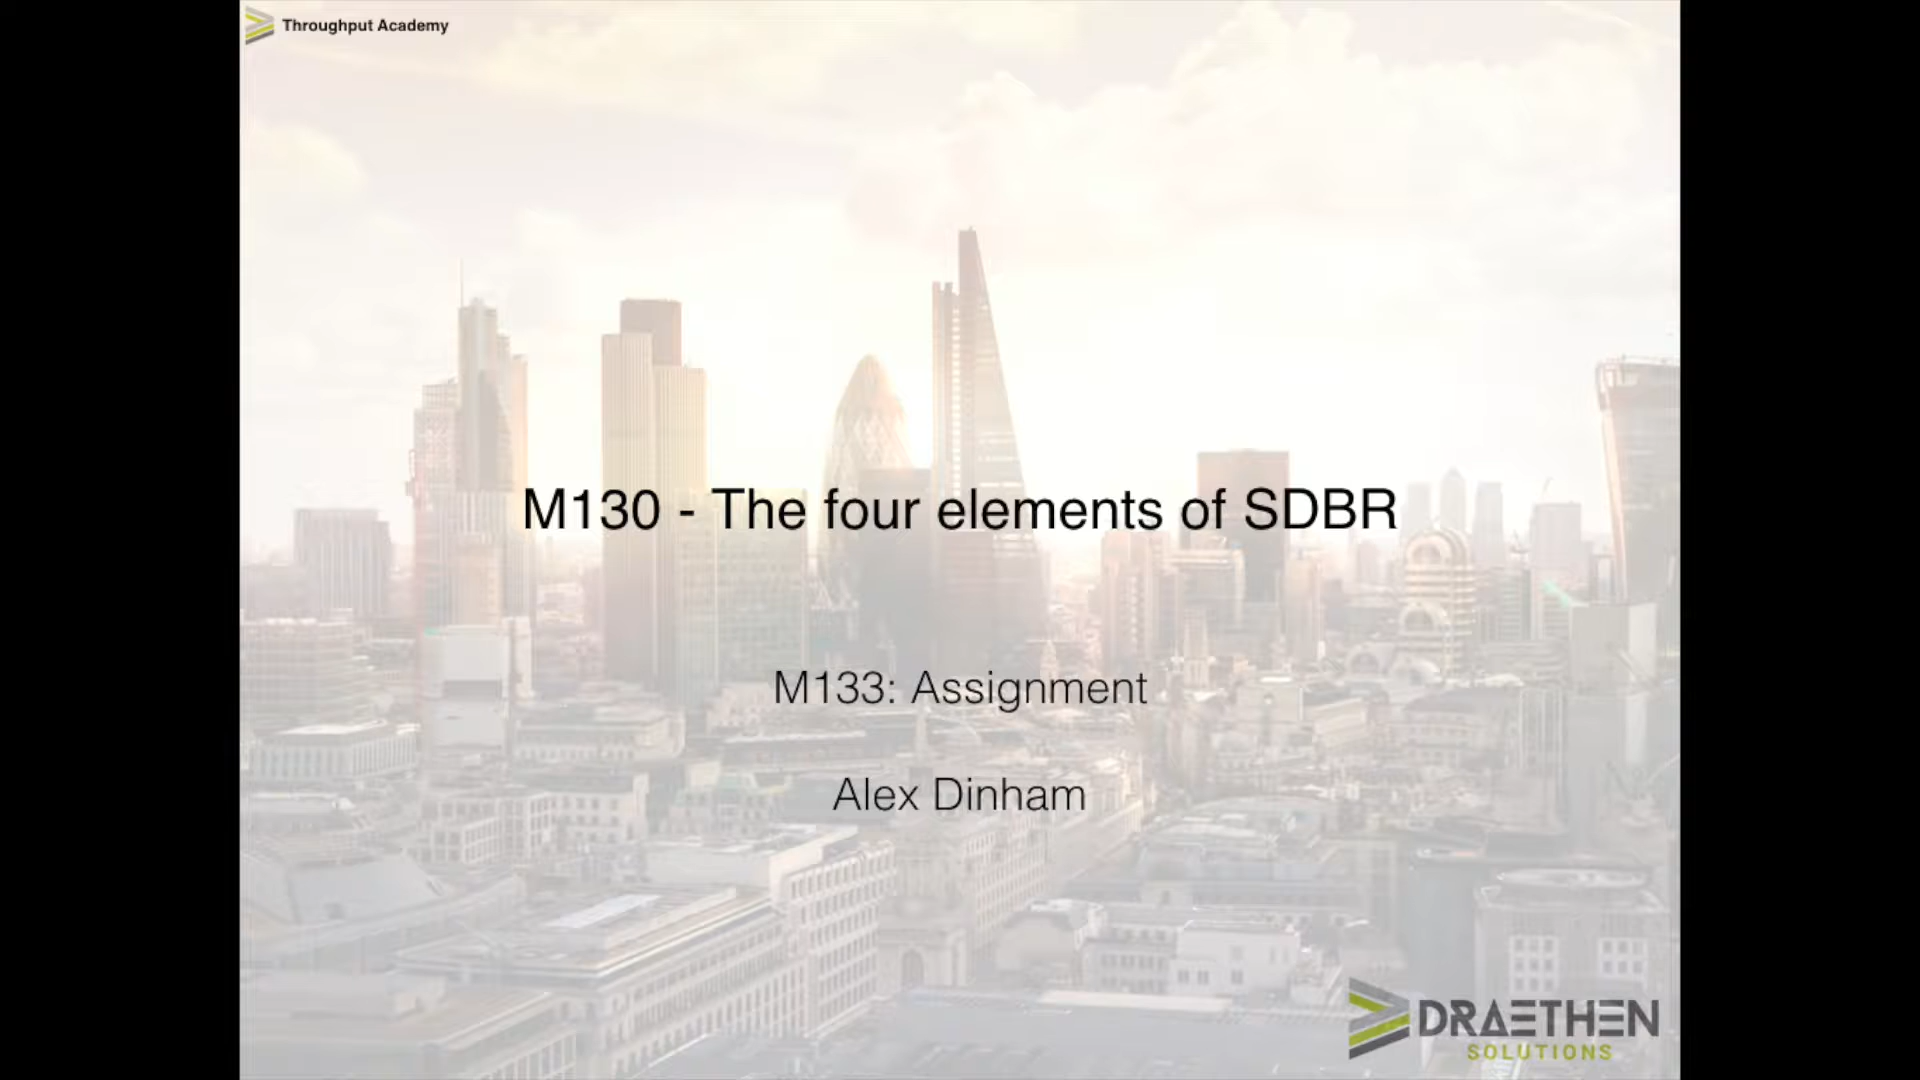 Throughput Academy
M130 - The four elements of SDBR
M133: Assignment
Alex Dinham
DRAETHEN
SOLUTIONS